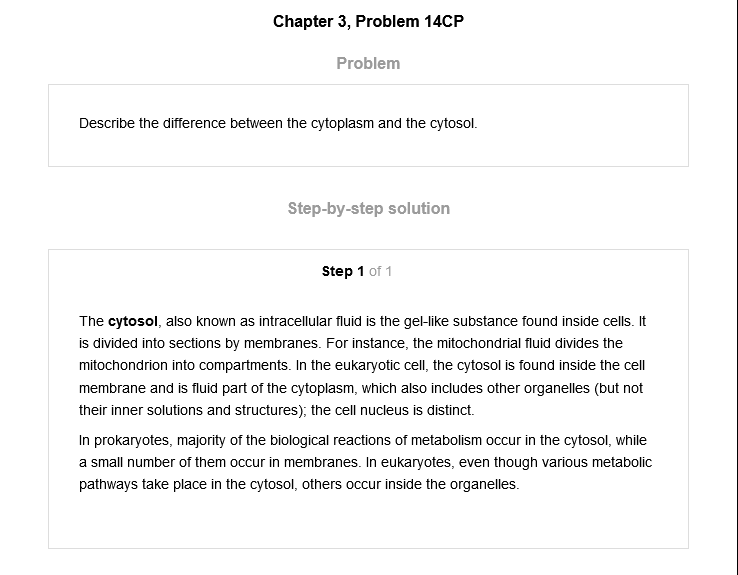 Chapter 3, Problem 14CP
Problem
Describe the difference between the cytoplasm and the cytosol.
Step-by-step solution
Step 1 of 1
The cytosol, also known as intracellular fluid is the gel-like substance found inside cells. It
is divided into sections by membranes. For instance, the mitochondrial fluid divides the
mitochondrion into compartments. In the eukaryotic cell, the cytosol is found inside the cell
membrane and is fluid part of the cytoplasm, which also includes other organelles (but not
their inner solutions and structures); the cell nucleus is distinct.
In prokaryotes, majority of the biological reactions of metabolism occur in the cytosol, while
a small number of them occur in membranes. In eukaryotes, even though various metabolic
pathways take place in the cytosol, others occur inside the organelles.